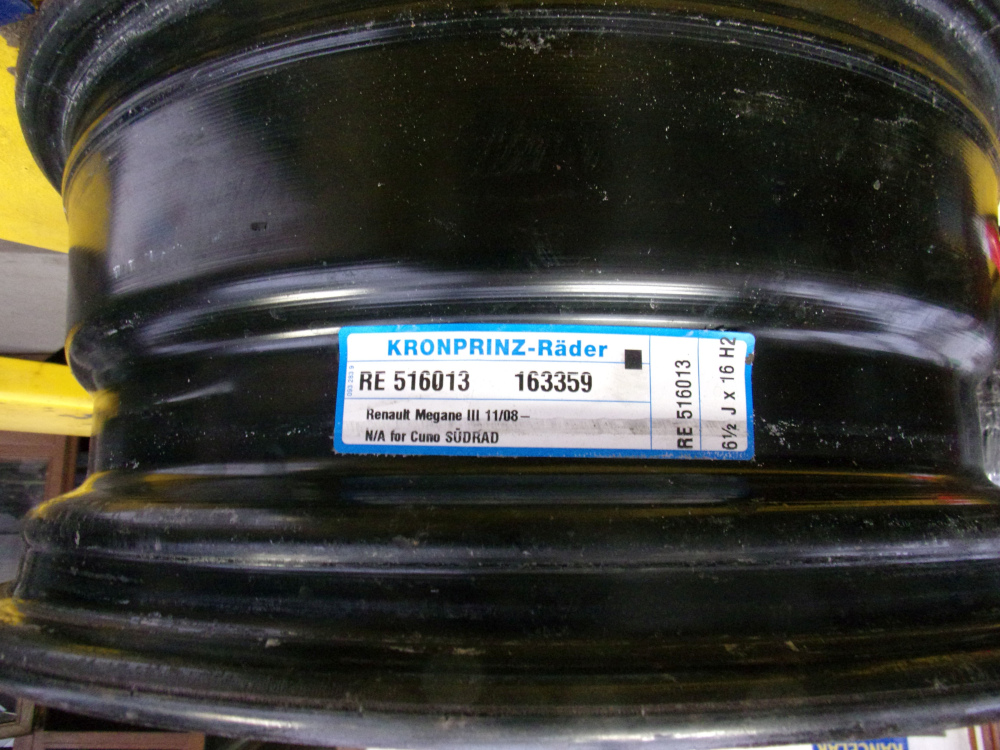 KRONPRINZ-Räder
RE 516013 163359
Renault Megane III 11/08–
N/A for Cuno SÜDRAD
RE 516013
6½ J x 16 H2